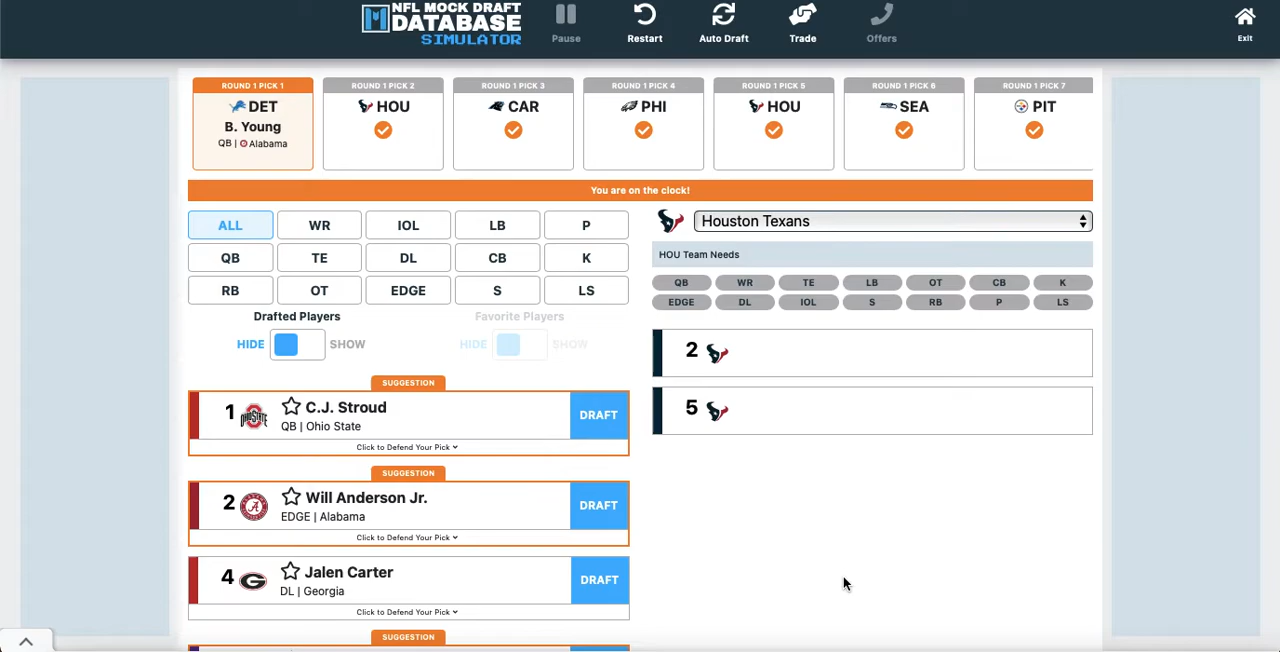 NFL MOCK DRAFT
DATABASE
SIMULATOR
Pause
Restart
Auto Draft
Trade
Offers
Exit
ROUND 1 PICK 1
DET
B. Young
QB | Alabama
ROUND 1 PICK 2
HOU
ROUND 1 PICK 3
CAR
ROUND 1 PICK 4
PHI
ROUND 1 PICK 5
HOU
ROUND 1 PICK 6
SEA
ROUND 1 PICK 7
PIT
You are on the clock!
ALL WR IOL LB P
QB TE DL CB K
RB OT EDGE S LS
Drafted Players
HIDE SHOW
Favorite Players
HIDE SHOW
SUGGESTION
1 C.J. Stroud
QB | Ohio State
DRAFT
Click to Defend Your Pick
SUGGESTION
2 Will Anderson Jr.
EDGE | Alabama
DRAFT
Click to Defend Your Pick
4 Jalen Carter
DL | Georgia
DRAFT
Click to Defend Your Pick
SUGGESTION
Houston Texans
HOU Team Needs
QB WR TE LB OT CB K
EDGE DL IOL S RB P LS
2
5